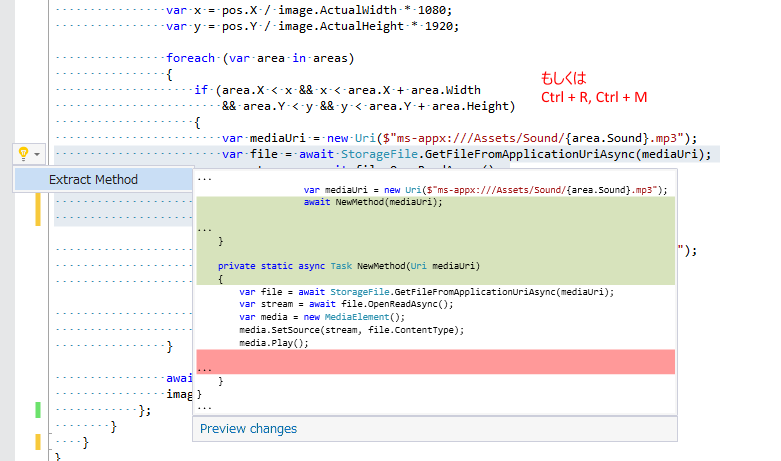 var x = pos.X / image.ActualWidth * 1080;
var y = pos.Y / image.ActualHeight * 1920;
foreach (var area in areas)
{
if (area.X < x && x < area.X + area.Width
&& area.Y < y && y < area.Y + area.Height)
{
もしくは
Ctrl + R, Ctrl + M
var mediaUri = new Uri($"ms-appx:///Assets/Sound/{area.Sound}.mp3");
var file = await StorageFile.GetFileFromApplicationUriAsync(mediaUri);
Extract Method
...
var mediaUri = new Uri($"ms-appx:///Assets/Sound/{area.Sound}.mp3");
await NewMethod(mediaUri);
...
}
private static async Task NewMethod(Uri mediaUri)
{
var file = await StorageFile.GetFileFromApplicationUriAsync(mediaUri);
var stream = await file.OpenReadAsync();
var media = new MediaElement();
media.SetSource(stream, file.ContentType);
media.Play();
...
}
}
...
Preview changes
");
}
};
}
}
}